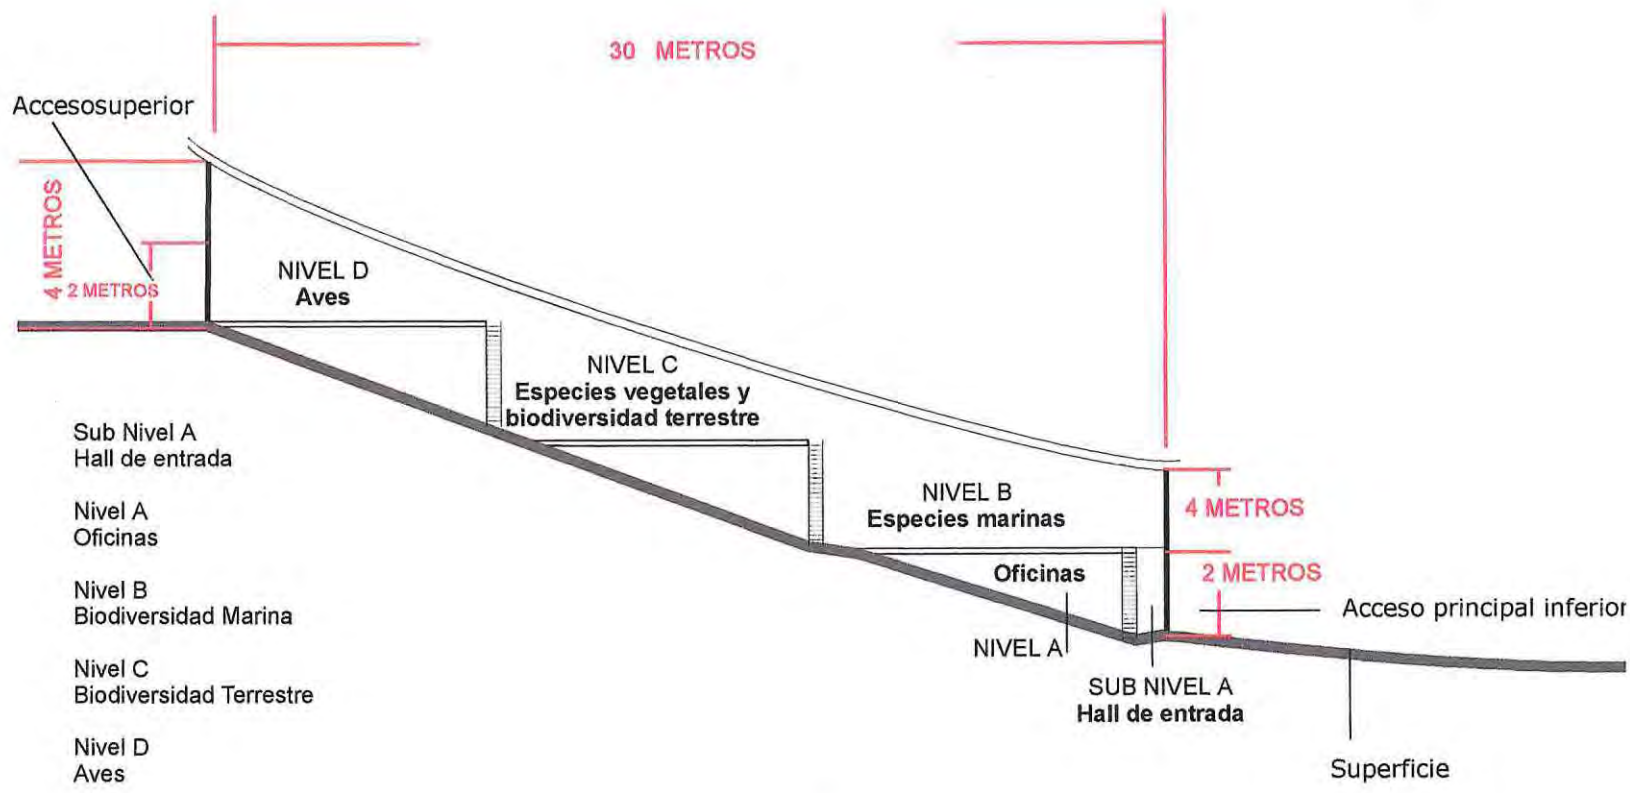 30 METROS
Accesosuperior
4 METROS
2 METROS
NIVEL D
Aves
NIVEL C
Especies vegetales y
biodiversidad terrestre
NIVEL B
Especies marinas
4 METROS
Oficinas
2 METROS
Acceso principal inferior
NIVEL A
SUB NIVEL A
Hall de entrada
Superficie
Sub Nivel A
Hall de entrada
Nivel A
Oficinas
Nivel B
Biodiversidad Marina
Nivel C
Biodiversidad Terrestre
Nivel D
Aves